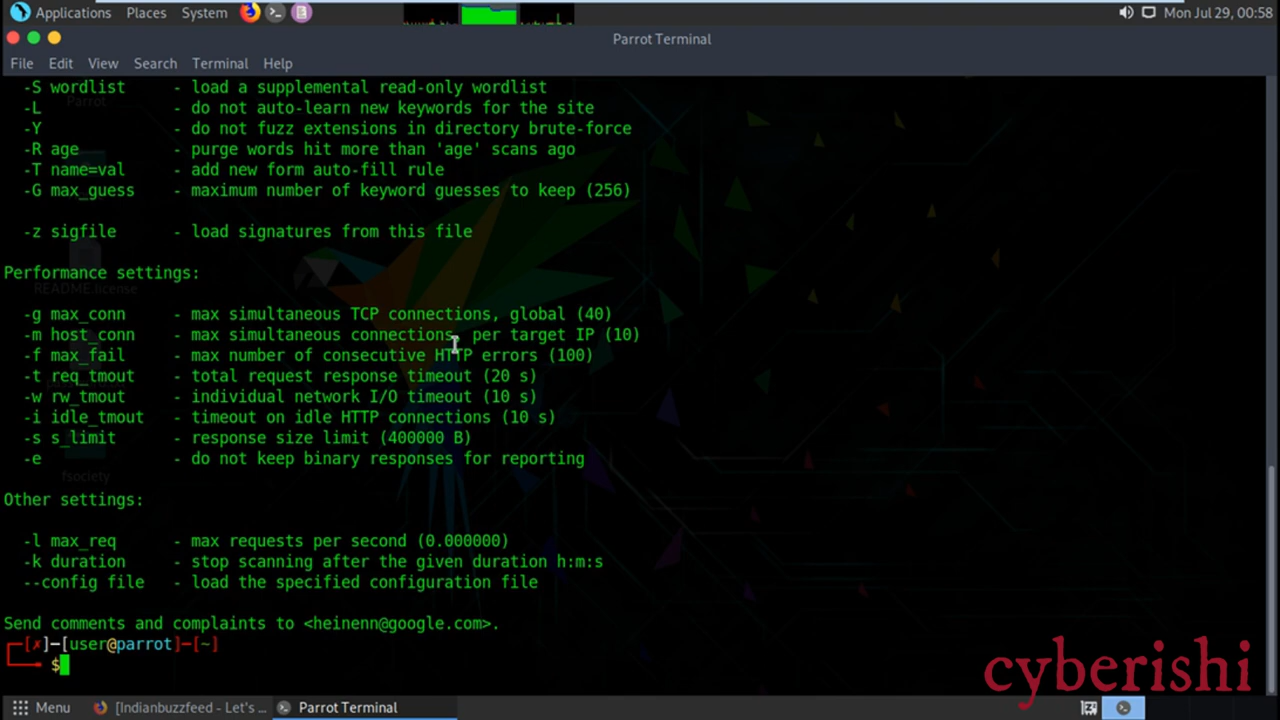 Applications Places System Mon Jul 29, 00:58
Parrot Terminal
File Edit View Search Terminal Help
-S wordlist - load a supplemental read-only wordlist
Parrot
-L - do not auto-learn new keywords for the site
-Y - do not fuzz extensions in directory brute-force
-R age - purge words hit more than 'age' scans ago
-T name=val - add new form auto-fill rule
-G max_guess - maximum number of keyword guesses to keep (256)
-z sigfile - load signatures from this file
Performance settings:
README.license
-g max_conn - max simultaneous TCP connections, global (40)
-m host_conn - max simultaneous connections, per target IP (10)
-f max_fail - max number of consecutive HTTP errors (100)
-t req_tmout - total request response timeout (20 s)
-w rw_tmout - individual network I/O timeout (10 s)
-i idle_tmout - timeout on idle HTTP connections (10 s)
-s s_limit - response size limit (400000 B)
-e - do not keep binary responses for reporting
fsociety
Other settings:
-l max_req - max requests per second (0.000000)
-k duration - stop scanning after the given duration h:m:s
--config file - load the specified configuration file
Send comments and complaints to <heinenn@google.com>.
┌─[✗]─[user@parrot]─[~]
└──╼ $
cyberishi
Menu [Indianbuzzfeed - Let's ... Parrot Terminal